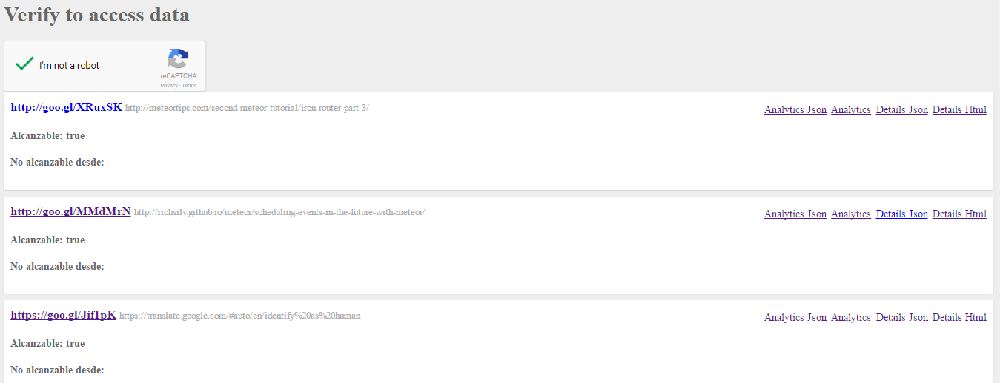 Verify to access data
I'm not a robot
reCAPTCHA
Privacy - Terms
http://goo.gl/XRuxSK http://meteortips.com/second-meteor-tutorial/iron-router-part-3/ Analytics Json Analytics Details Json Details Html
Alcanzable: true
No alcanzable desde:
http://goo.gl/MMdMrN http://richsilv.github.io/meteor/scheduling-events-in-the-future-with-meteor/ Analytics Json Analytics Details Json Details Html
Alcanzable: true
No alcanzable desde:
https://goo.gl/Jif1pK https://translate.google.com/#auto/en/identify%20as%20human Analytics Json Analytics Details Json Details Html
Alcanzable: true
No alcanzable desde: